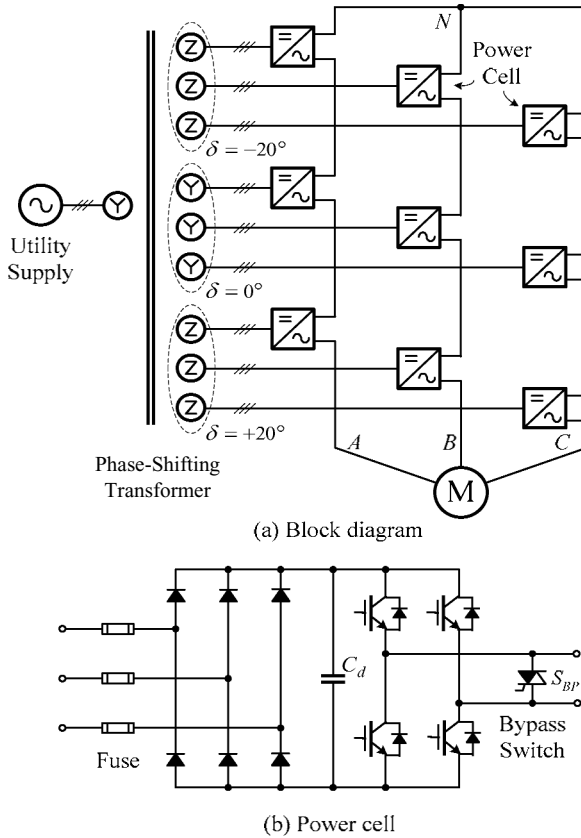 N
Power
Cell
Z
Z
Z
δ = −20°
Y
Utility
Supply
Y
Y
Y
δ = 0°
Z
Z
Z
δ = +20°
A
B
C
Phase-Shifting
Transformer
M
(a) Block diagram
C_d
S_BP
Fuse
Bypass
Switch
(b) Power cell